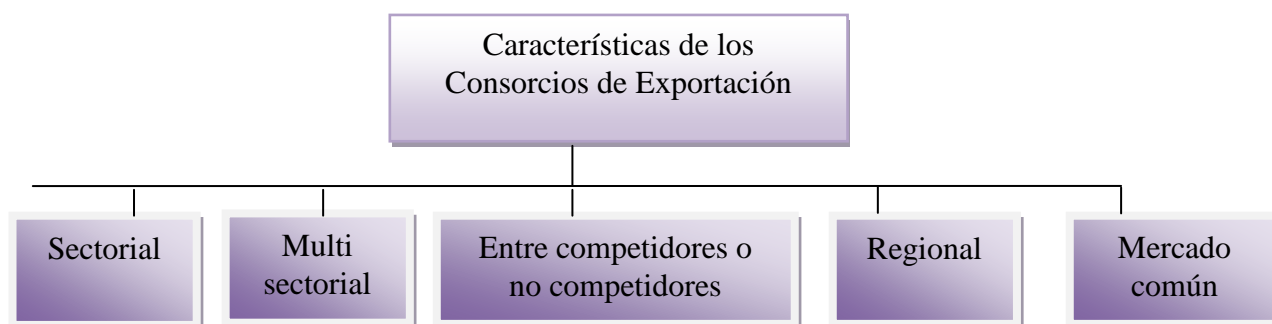 Características de los
Consorcios de Exportación
Sectorial
Multi
sectorial
Entre competidores o
no competidores
Regional
Mercado
común